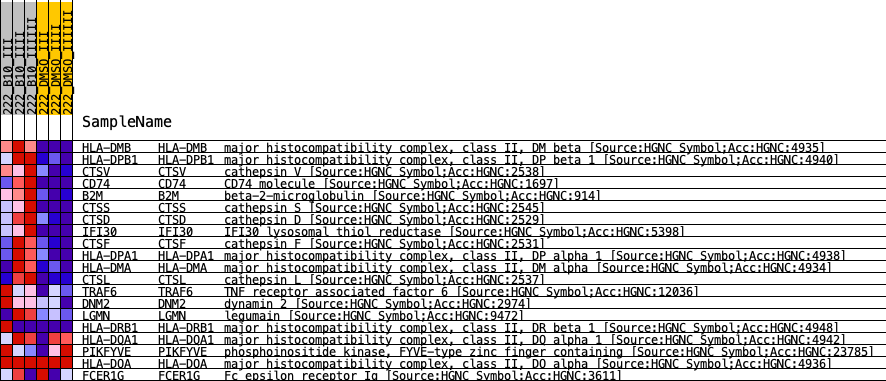 222_B10_III
222_B10_IIII
222_B10_IIIIII
222_DMSO_III
222_DMSO_IIII
222_DMSO_IIIIII
SampleName
HLA-DMB HLA-DMB major histocompatibility complex, class II, DM beta [Source:HGNC Symbol;Acc:HGNC:4935]
HLA-DPB1 HLA-DPB1 major histocompatibility complex, class II, DP beta 1 [Source:HGNC Symbol;Acc:HGNC:4940]
CTSV CTSV cathepsin V [Source:HGNC Symbol;Acc:HGNC:2538]
CD74 CD74 CD74 molecule [Source:HGNC Symbol;Acc:HGNC:1697]
B2M B2M beta-2-microglobulin [Source:HGNC Symbol;Acc:HGNC:914]
CTSS CTSS cathepsin S [Source:HGNC Symbol;Acc:HGNC:2545]
CTSD CTSD cathepsin D [Source:HGNC Symbol;Acc:HGNC:2529]
IFI30 IFI30 IFI30 lysosomal thiol reductase [Source:HGNC Symbol;Acc:HGNC:5398]
CTSF CTSF cathepsin F [Source:HGNC Symbol;Acc:HGNC:2531]
HLA-DPA1 HLA-DPA1 major histocompatibility complex, class II, DP alpha 1 [Source:HGNC Symbol;Acc:HGNC:4938]
HLA-DMA HLA-DMA major histocompatibility complex, class II, DM alpha [Source:HGNC Symbol;Acc:HGNC:4934]
CTSL CTSL cathepsin L [Source:HGNC Symbol;Acc:HGNC:2537]
TRAF6 TRAF6 TNF receptor associated factor 6 [Source:HGNC Symbol;Acc:HGNC:12036]
DNM2 DNM2 dynamin 2 [Source:HGNC Symbol;Acc:HGNC:2974]
LGMN LGMN legumain [Source:HGNC Symbol;Acc:HGNC:9472]
HLA-DRB1 HLA-DRB1 major histocompatibility complex, class II, DR beta 1 [Source:HGNC Symbol;Acc:HGNC:4948]
HLA-DQA1 HLA-DQA1 major histocompatibility complex, class II, DQ alpha 1 [Source:HGNC Symbol;Acc:HGNC:4942]
PIKFYVE PIKFYVE phosphoinositide kinase, FYVE-type zinc finger containing [Source:HGNC Symbol;Acc:HGNC:23785]
HLA-DOA HLA-DOA major histocompatibility complex, class II, DO alpha [Source:HGNC Symbol;Acc:HGNC:4936]
FCER1G FCER1G Fc epsilon receptor Ig [Source:HGNC Symbol;Acc:HGNC:3611]